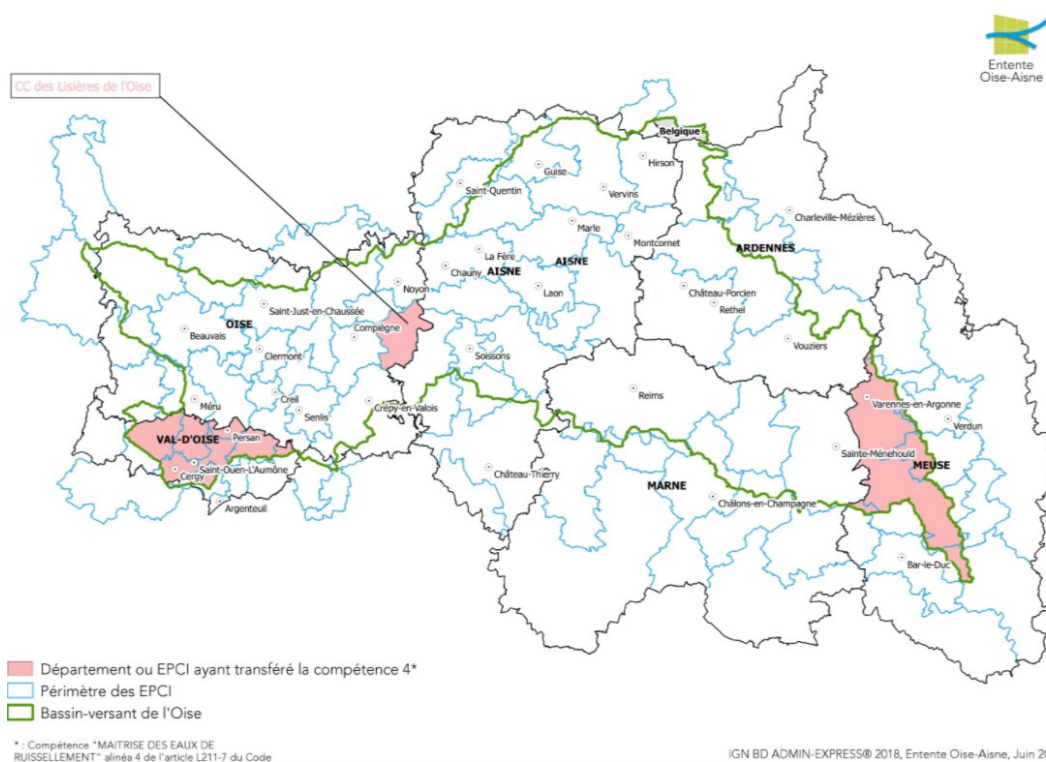 Entente
Oise-Aisne
CC des Lisières de l'Oise
Belgique
Hirson
Guise
Saint-Quentin
Vervins
Charleville-Mézières
Marle
Montcornet
ARDENNES
La Fère
AISNE
AISNE
Chauny
Noyon
Laon
Château-Porcien
Rethel
Saint-Just-en-Chaussée
OISE
Compiègne
Beauvais
Vouziers
Clermont
Soissons
Reims
Creil
Crépy-en-Valois
Méru
Senlis
Varennes-en-Argonne
Verdun
VAL-D'OISE
Persan
Sainte-Ménehould
MEUSE
Saint-Ouen-L'Aumône
Cergy
Château-Thierry
MARNE
Châlons-en-Champagne
Argenteuil
Bar-le-Duc
Département ou EPCI ayant transféré la compétence 4*
Périmètre des EPCI
Bassin-versant de l'Oise
* : Compétence "MAITRISE DES EAUX DE
RUISSELLEMENT" alinéa 4 de l'article L211-7 du Code
IGN BD ADMIN-EXPRESS® 2018, Entente Oise-Aisne, Juin 20